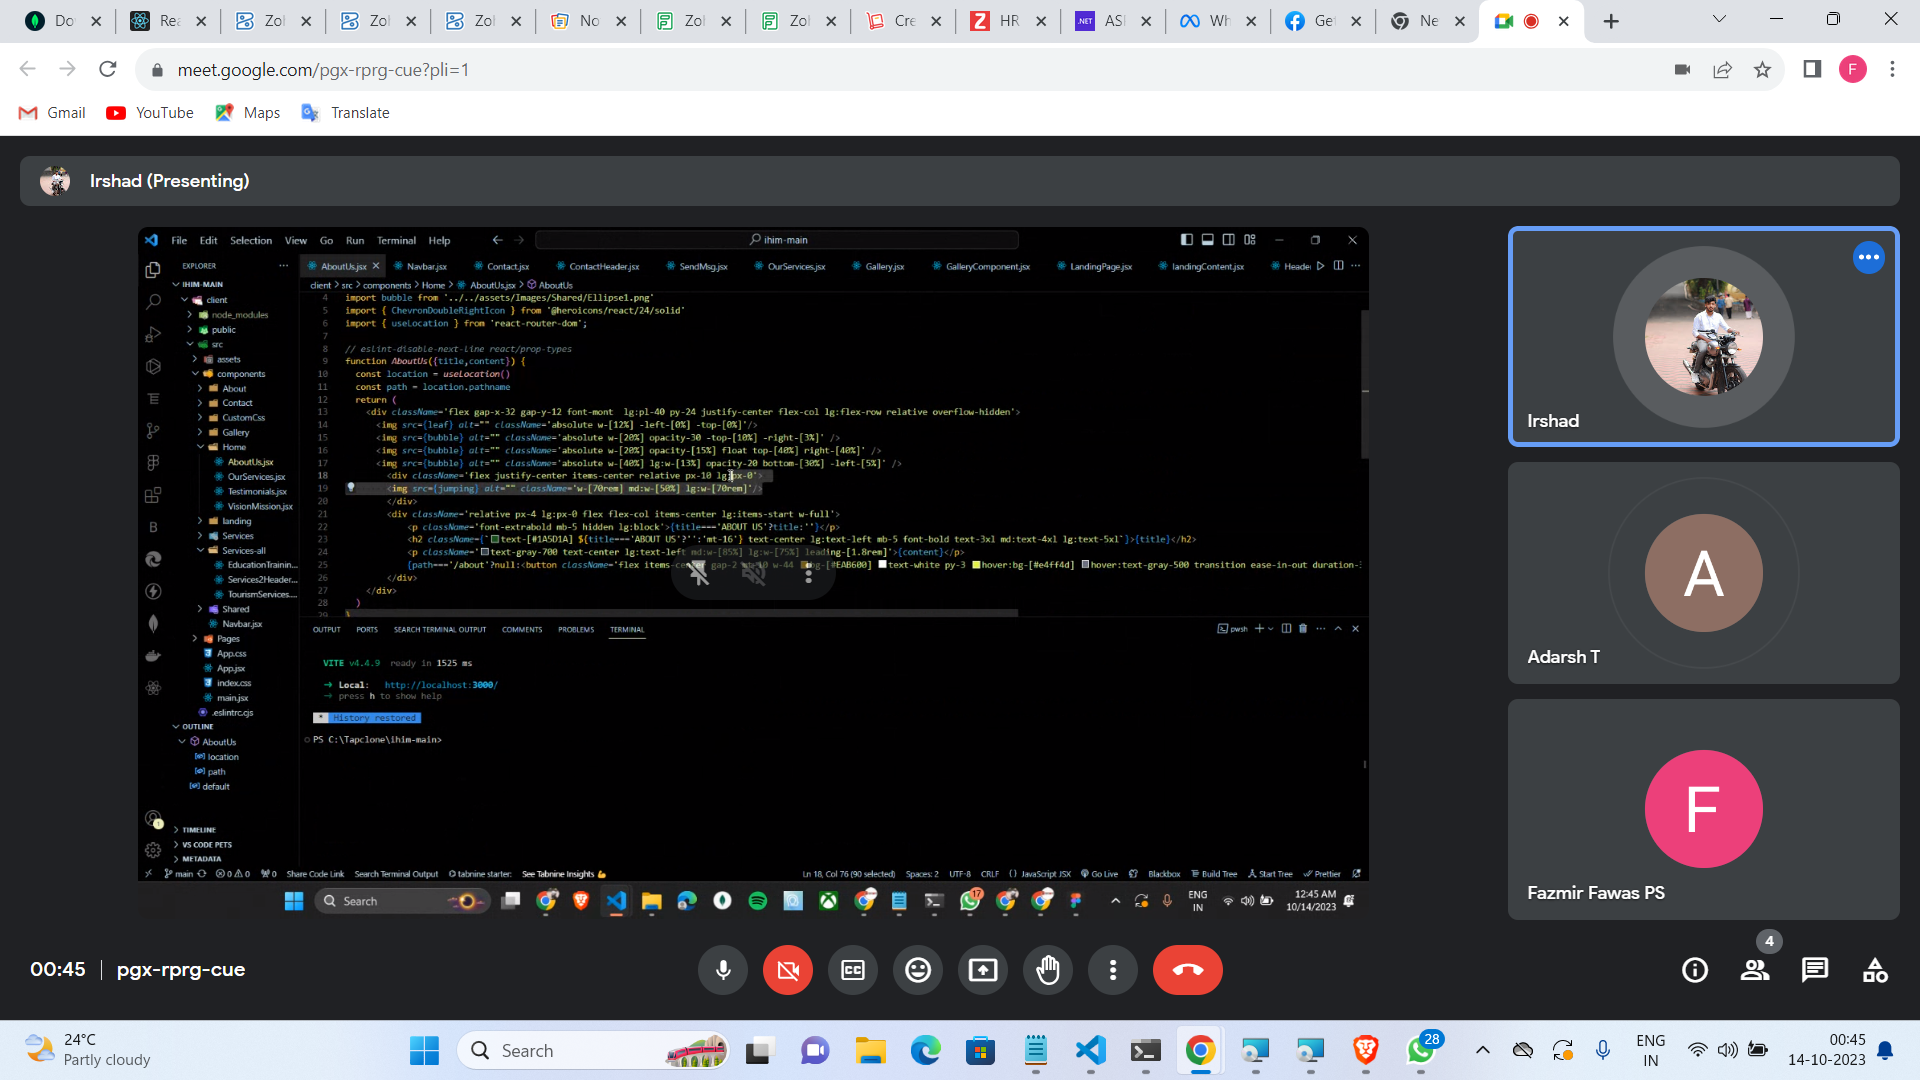 Do
Rea
Zol
Zol
Zol
No
Zol
Zol
Cre
HR
ASI
Wh
Get
Ne
meet.google.com/pgx-rprg-cue?pli=1
F
Gmail
YouTube
Maps
Translate
Irshad (Presenting)
File Edit Selection View Go Run Terminal Help
ihim-main
EXPLORER
AboutUs.jsx
Navbar.jsx
Contact.jsx
ContactHeader.jsx
SendMsg.jsx
OurServices.jsx
Gallery.jsx
GalleryComponent.jsx
LandingPage.jsx
landingContent.jsx
Header
IHIM-MAIN
client
node_modules
public
src
assets
components
About
Contact
CustomCss
Gallery
Home
AboutUs.jsx
OurServices.jsx
Testimonials.jsx
VisionMission.jsx
landing
Services
Services-all
EducationTrainin...
Services2Header...
TourismServices....
Shared
Navbar.jsx
Pages
App.css
App.jsx
index.css
main.jsx
.eslintrc.cjs
OUTLINE
AboutUs
location
path
default
TIMELINE
VS CODE PETS
METADATA
client > src > components > Home > AboutUs.jsx > AboutUs
4 import bubble from '../../assets/Images/Shared/Ellipse1.png'
5 import { ChevronDoubleRightIcon } from '@heroicons/react/24/solid'
6 import { useLocation } from 'react-router-dom';
7
8 // eslint-disable-next-line react/prop-types
9 function AboutUs({title,content}) {
10 const location = useLocation()
11 const path = location.pathname
12 return (
13 <div className='flex gap-x-32 gap-y-12 font-mont lg:pl-40 py-24 justify-center flex-col lg:flex-row relative overflow-hidden'>
14 <img src={leaf} alt="" className='absolute w-[12%] -left-[0%] -top-[0%]'/>
15 <img src={bubble} alt="" className='absolute w-[20%] opacity-30 -top-[10%] -right-[3%]' />
16 <img src={bubble} alt="" className='absolute w-[20%] opacity-[15%] float top-[40%] right-[40%]' />
17 <img src={bubble} alt="" className='absolute w-[40%] lg:w-[13%] opacity-20 bottom-[30%] -left-[5%]' />
18 <div className='flex justify-center items-center relative px-10 lg:px-0'>
19 <img src={jumping} alt="" className='w-[70rem] md:w-[50%] lg:w-[70rem]'/>
20 </div>
21 <div className='relative px-4 lg:px-0 flex flex-col items-center lg:items-start w-full'>
22 <p className='font-extrabold mb-5 hidden lg:block'>{title==='ABOUT US'?title:''}</p>
23 <h2 className={`text-[#1A5D1A] ${title==='ABOUT US'?'':'mt-16'} text-center lg:text-left mb-5 font-bold text-3xl md:text-4xl lg:text-5xl`}>{title}</h2>
24 <p className='text-gray-700 text-center lg:text-left md:w-[85%] lg:w-[75%] leading-[1.8rem]'>{content}</p>
25 {path==='/about'?null:<button className='flex items-center gap-2 mt-10 w-44 bg-[#EAB600] text-white py-3 hover:bg-[#e4ff4d] hover:text-gray-500 transition ease-in-out duration-3
26 </div>
27 </div>
28 )
29 }
OUTPUT PORTS SEARCH TERMINAL OUTPUT COMMENTS PROBLEMS TERMINAL
pwsh
VITE v4.4.9 ready in 1525 ms
➜ Local: http://localhost:3000/
➜ press h to show help
* History restored
PS C:\Tapclone\ihim-main>
main 0 0 0 Share Code Link Search Terminal Output tabnine starter: See Tabnine Insights
Ln 18, Col 76 (90 selected) Spaces: 2 UTF-8 CRLF {} JavaScript JSX Go Live Blackbox Build Tree Start Tree Prettier
Search
17
ENG
IN
12:45 AM
10/14/2023
Irshad
A
Adarsh T
F
Fazmir Fawas PS
00:45 | pgx-rprg-cue
4
24°C
Partly cloudy
Search
28
ENG
IN
00:45
14-10-2023